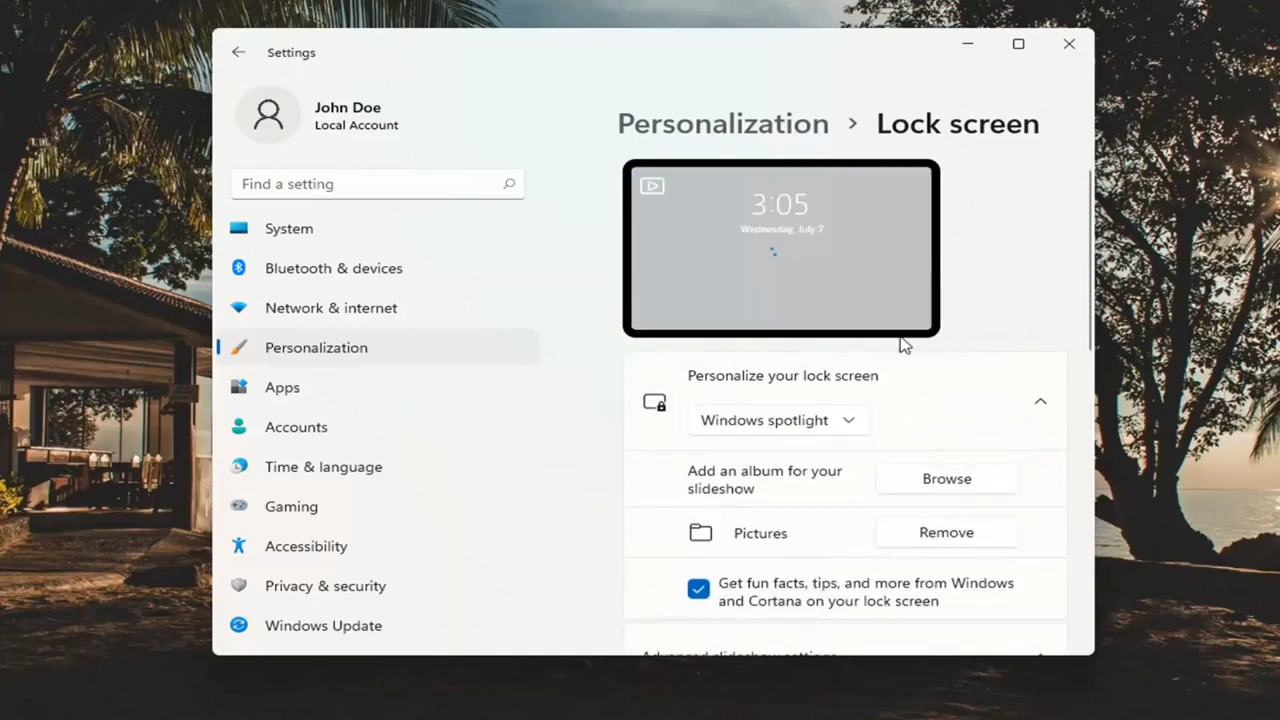 Settings
John Doe
Local Account
Find a setting
System
Bluetooth & devices
Network & internet
Personalization
Apps
Accounts
Time & language
Gaming
Accessibility
Privacy & security
Windows Update
Personalization > Lock screen
3:05
Wednesday, July 7
Personalize your lock screen
Windows spotlight
Add an album for your
slideshow
Browse
Pictures
Remove
Get fun facts, tips, and more from Windows
and Cortana on your lock screen
Advanced slideshow settings